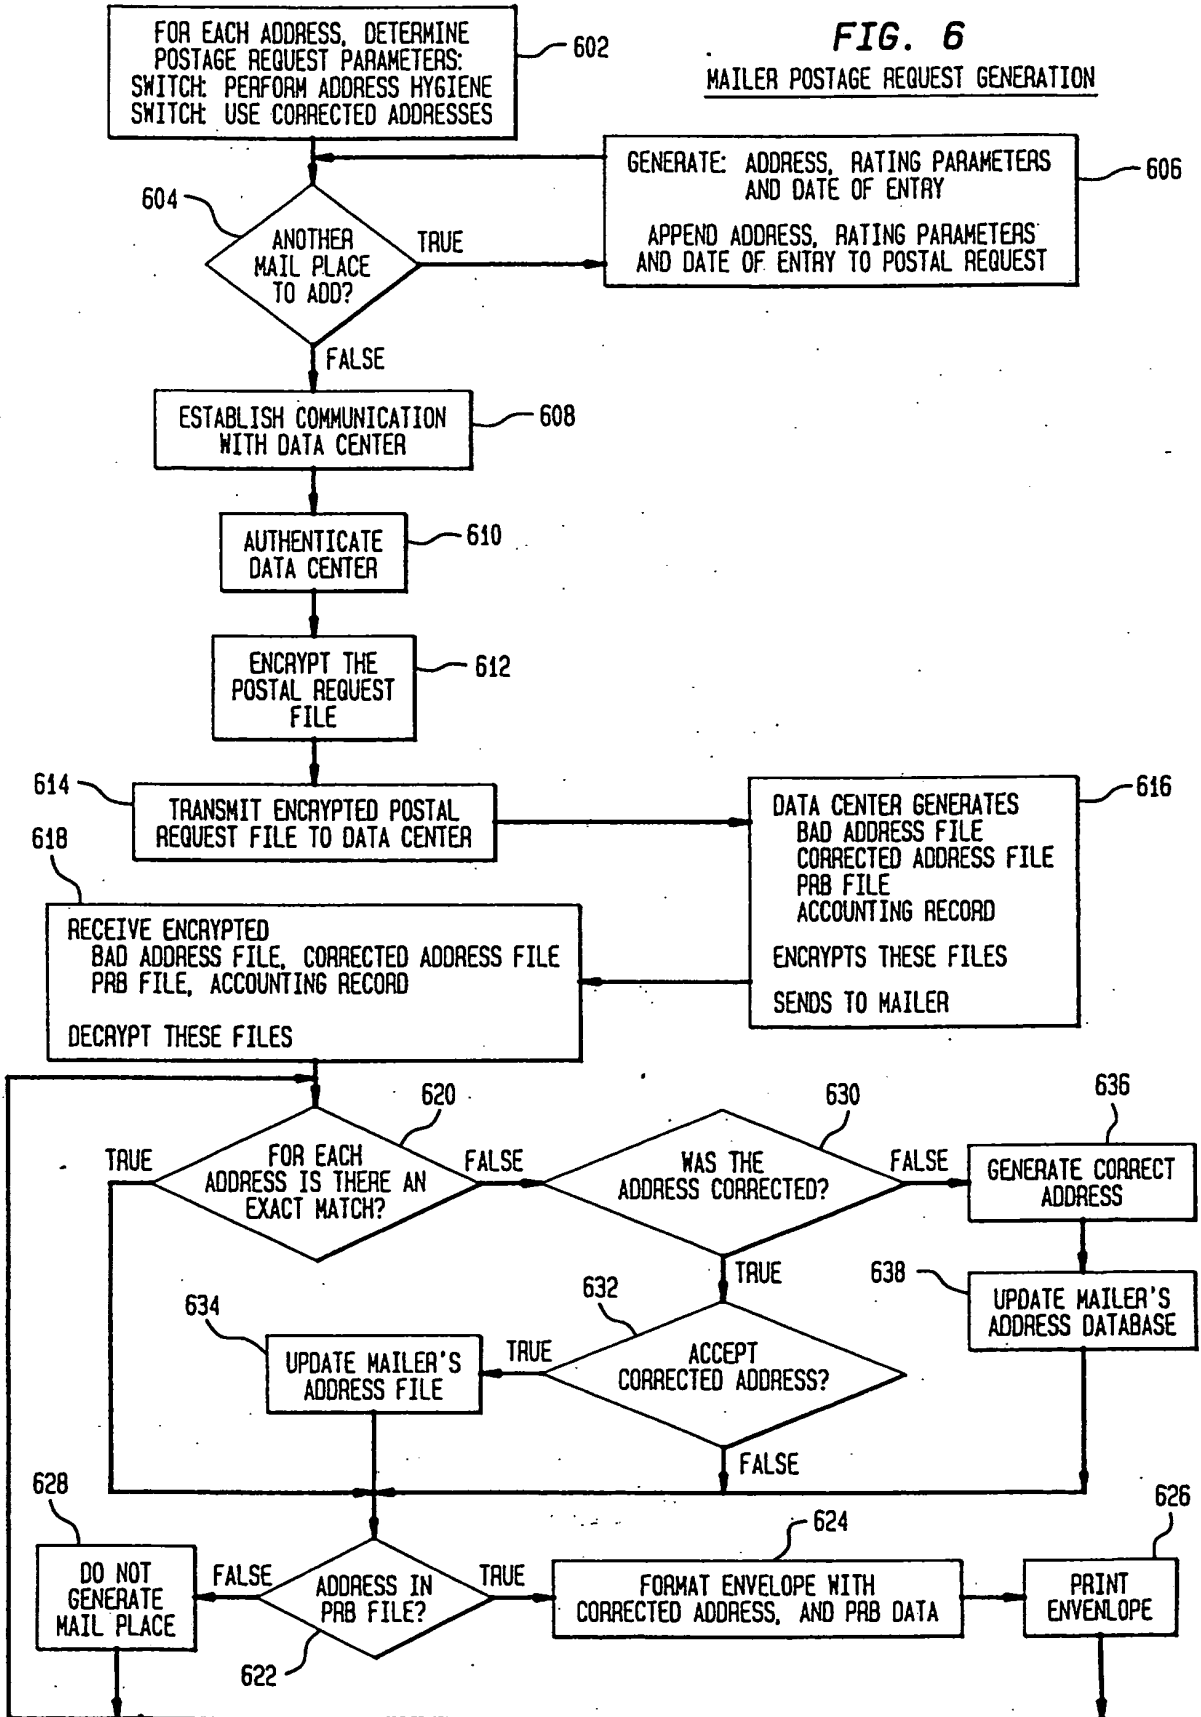 FIG. 6
MAILER POSTAGE REQUEST GENERATION
FOR EACH ADDRESS, DETERMINE
POSTAGE REQUEST PARAMETERS:
SWITCH: PERFORM ADDRESS HYGIENE
SWITCH: USE CORRECTED ADDRESSES
602
GENERATE: ADDRESS, RATING PARAMETERS
AND DATE OF ENTRY
APPEND ADDRESS, RATING PARAMETERS
AND DATE OF ENTRY TO POSTAL REQUEST
606
604
ANOTHER
MAIL PLACE
TO ADD?
TRUE
FALSE
ESTABLISH COMMUNICATION
WITH DATA CENTER
608
AUTHENTICATE
DATA CENTER
610
ENCRYPT THE
POSTAL REQUEST
FILE
612
614
TRANSMIT ENCRYPTED POSTAL
REQUEST FILE TO DATA CENTER
DATA CENTER GENERATES
BAD ADDRESS FILE
CORRECTED ADDRESS FILE
PRB FILE
ACCOUNTING RECORD
ENCRYPTS THESE FILES
SENDS TO MAILER
616
618
RECEIVE ENCRYPTED
BAD ADDRESS FILE, CORRECTED ADDRESS FILE
PRB FILE, ACCOUNTING RECORD
DECRYPT THESE FILES
620
TRUE
FOR EACH
ADDRESS IS THERE AN
EXACT MATCH?
FALSE
630
WAS THE
ADDRESS CORRECTED?
FALSE
TRUE
636
GENERATE CORRECT
ADDRESS
638
UPDATE MAILER'S
ADDRESS DATABASE
632
ACCEPT
CORRECTED ADDRESS?
TRUE
FALSE
634
UPDATE MAILER'S
ADDRESS FILE
628
DO NOT
GENERATE
MAIL PLACE
FALSE
ADDRESS IN
PRB FILE?
622
TRUE
624
FORMAT ENVELOPE WITH
CORRECTED ADDRESS, AND PRB DATA
626
PRINT
ENVENLOPE